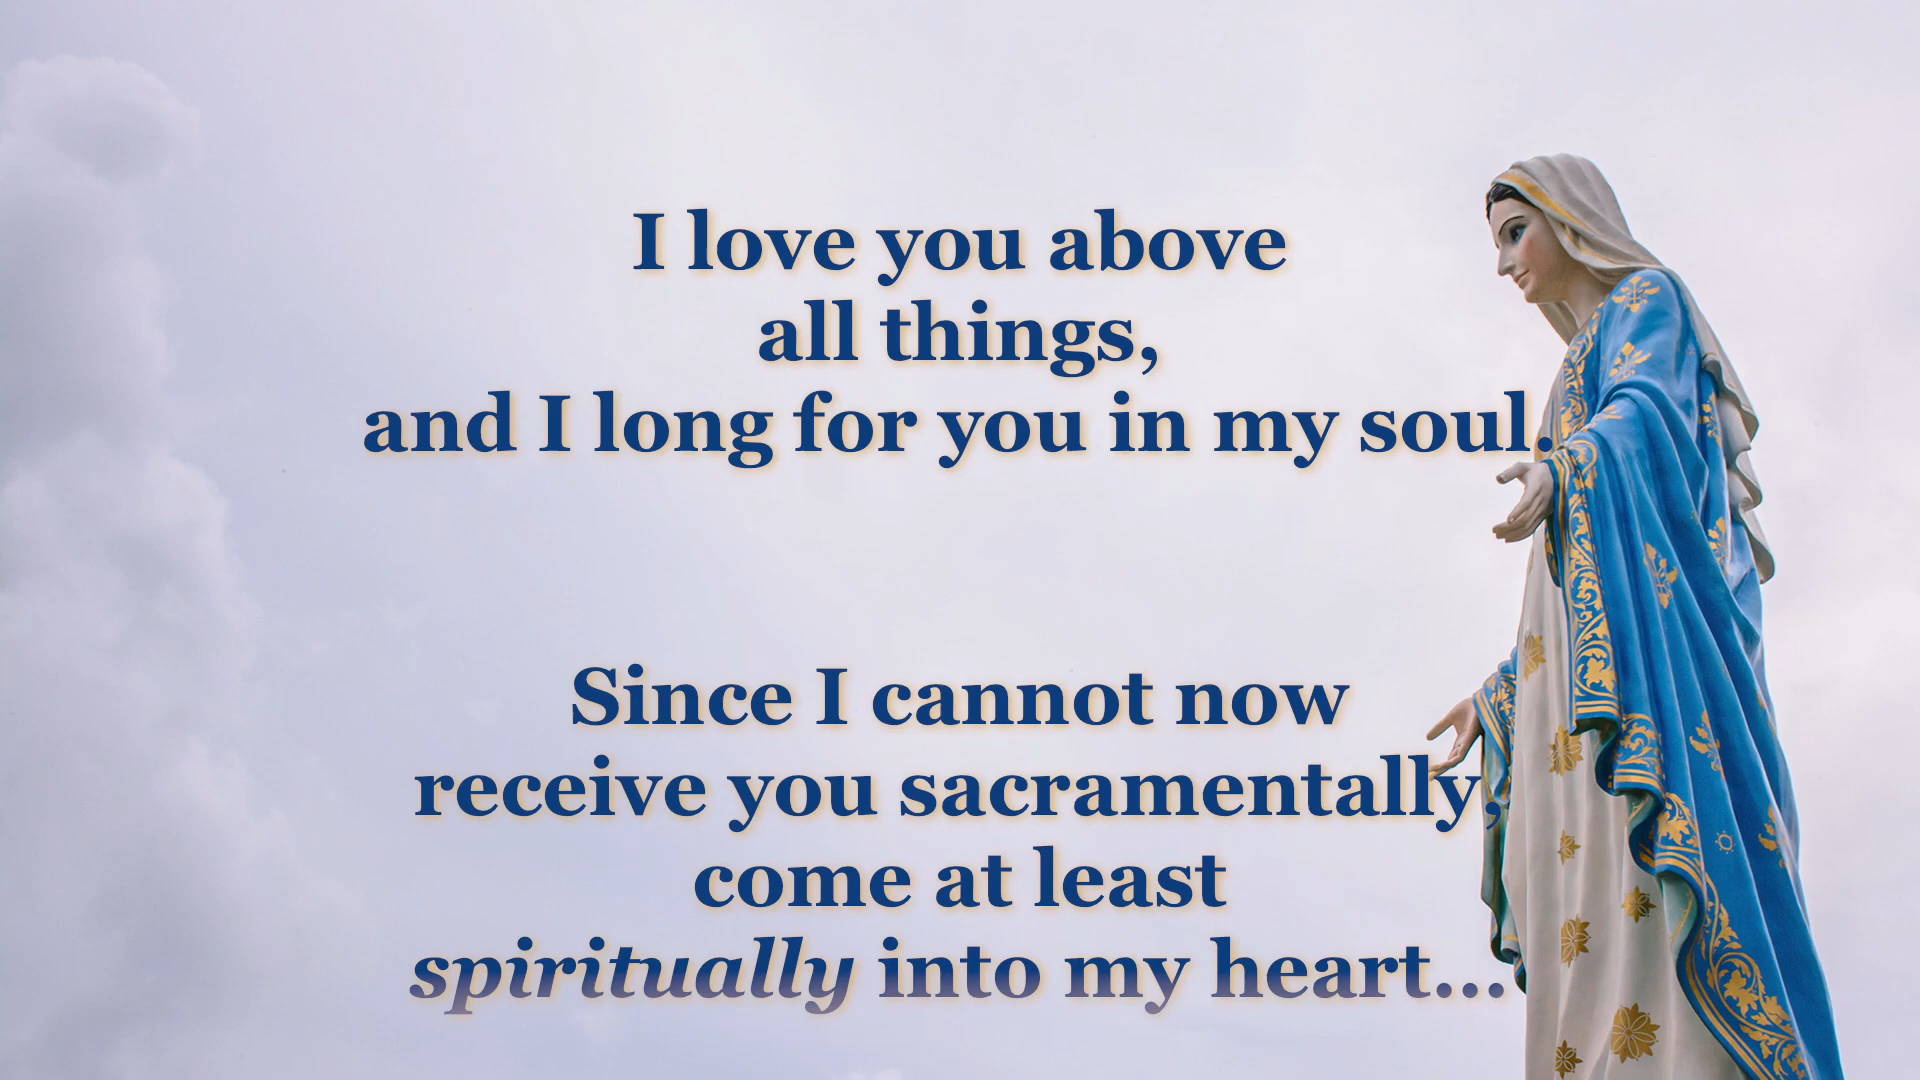 I love you above
all things,
and I long for you in my soul.
Since I cannot now
receive you sacramentally,
come at least
spiritually into my heart...